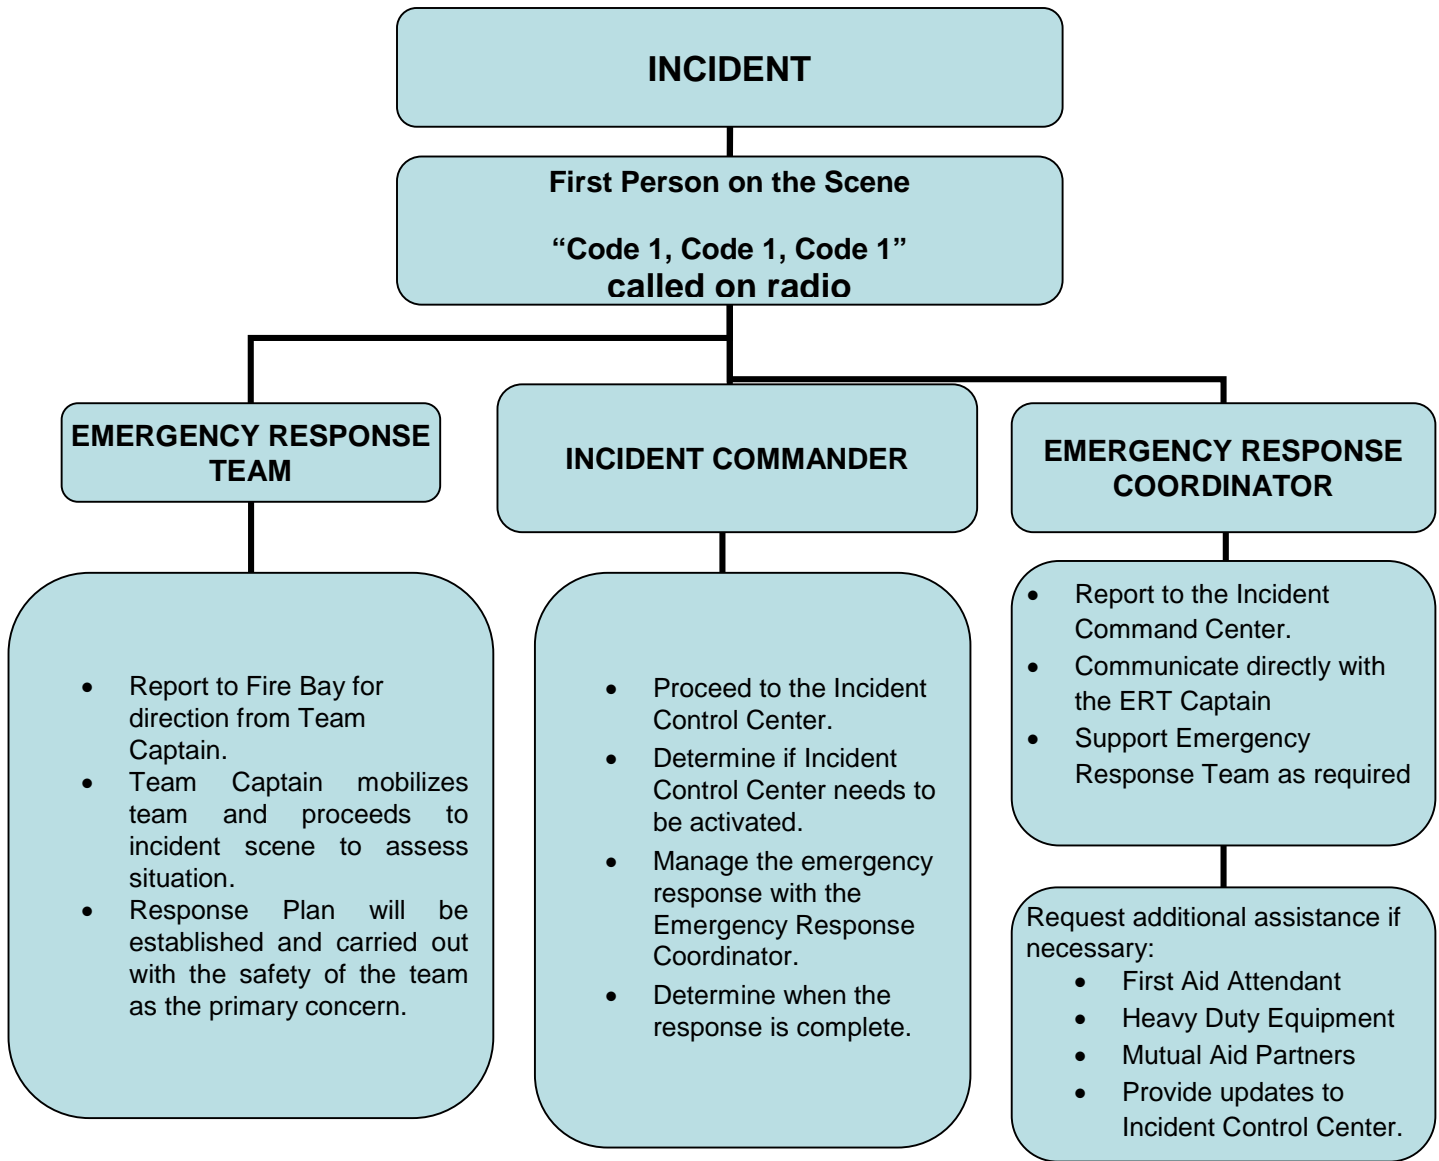 INCIDENT
First Person on the Scene
“Code 1, Code 1, Code 1”
called on radio
EMERGENCY RESPONSE
TEAM
• Report to Fire Bay for
direction from Team
Captain.
• Team Captain mobilizes
team and proceeds to
incident scene to assess
situation.
• Response Plan will be
established and carried out
with the safety of the team
as the primary concern.
INCIDENT COMMANDER
• Proceed to the Incident
Control Center.
• Determine if Incident
Control Center needs to
be activated.
• Manage the emergency
response with the
Emergency Response
Coordinator.
• Determine when the
response is complete.
EMERGENCY RESPONSE
COORDINATOR
• Report to the Incident
Command Center.
• Communicate directly with
the ERT Captain
• Support Emergency
Response Team as required
Request additional assistance if
necessary:
• First Aid Attendant
• Heavy Duty Equipment
• Mutual Aid Partners
• Provide updates to
Incident Control Center.